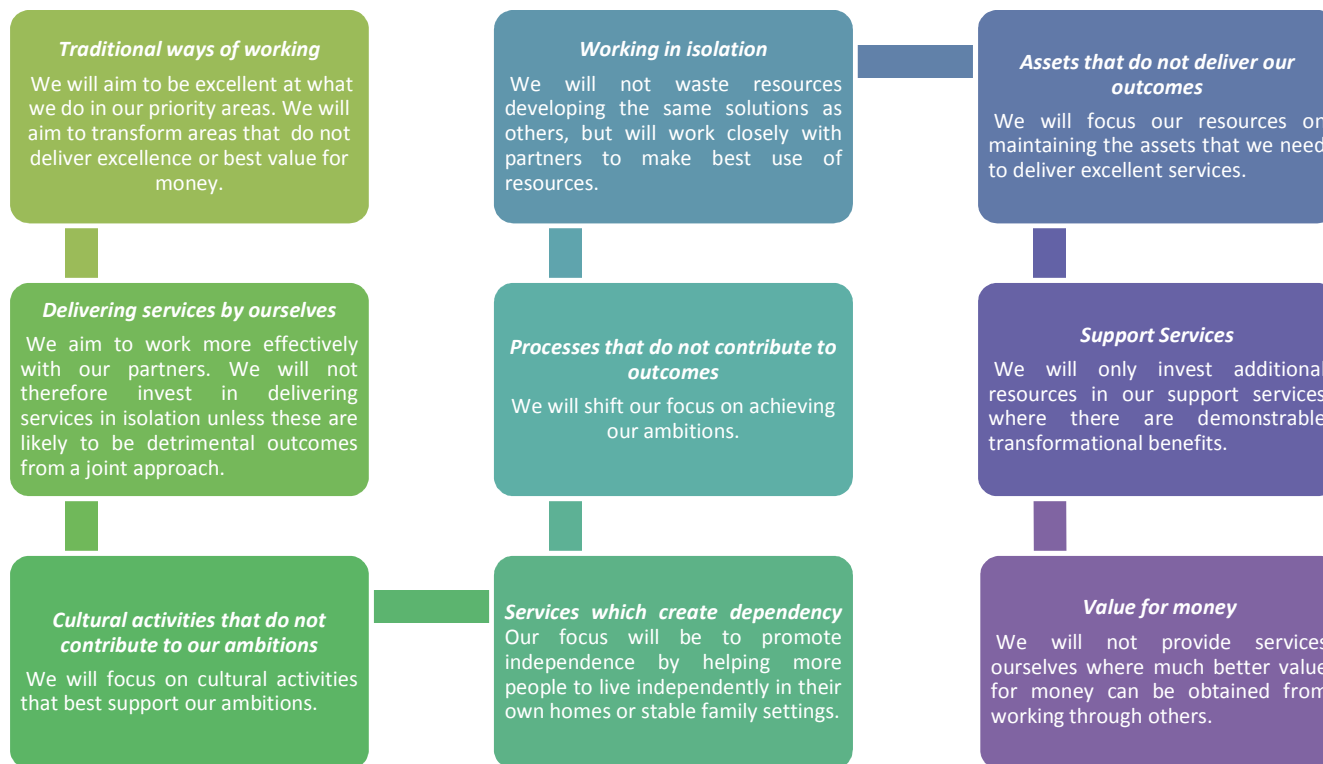 Traditional ways of working
We will aim to be excellent at what
we do in our priority areas. We will
aim to transform areas that do not
deliver excellence or best value for
money.
Delivering services by ourselves
We aim to work more effectively
with our partners. We will not
therefore invest in delivering
services in isolation unless these are
likely to be detrimental outcomes
from a joint approach.
Cultural activities that do not
contribute to our ambitions
We will focus on cultural activities
that best support our ambitions.
Services which create dependency
Our focus will be to promote
independence by helping more
people to live independently in their
own homes or stable family settings.
Processes that do not contribute to
outcomes
We will shift our focus on achieving
our ambitions.
Working in isolation
We will not waste resources
developing the same solutions as
others, but will work closely with
partners to make best use of
resources.
Assets that do not deliver our
outcomes
We will focus our resources on
maintaining the assets that we need
to deliver excellent services.
Support Services
We will only invest additional
resources in our support services
where there are demonstrable
transformational benefits.
Value for money
We will not provide services
ourselves where much better value
for money can be obtained from
working through others.